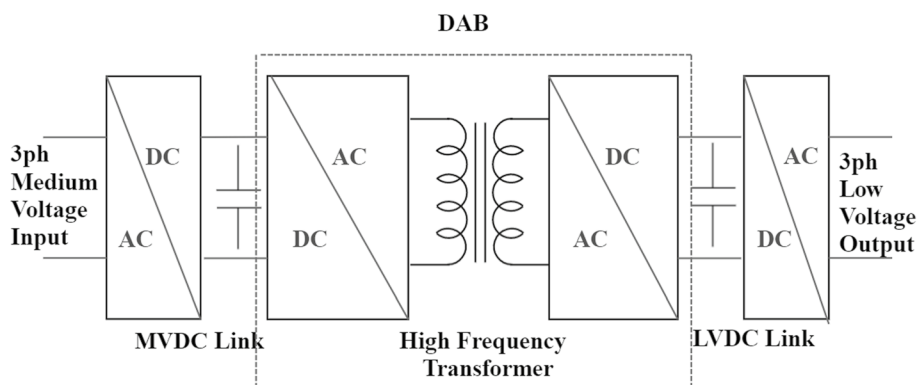 DAB
3ph
Medium
Voltage
Input
DC
AC
AC
DC
DC
AC
AC
DC
3ph
Low
Voltage
Output
MVDC Link
High Frequency
Transformer
LVDC Link